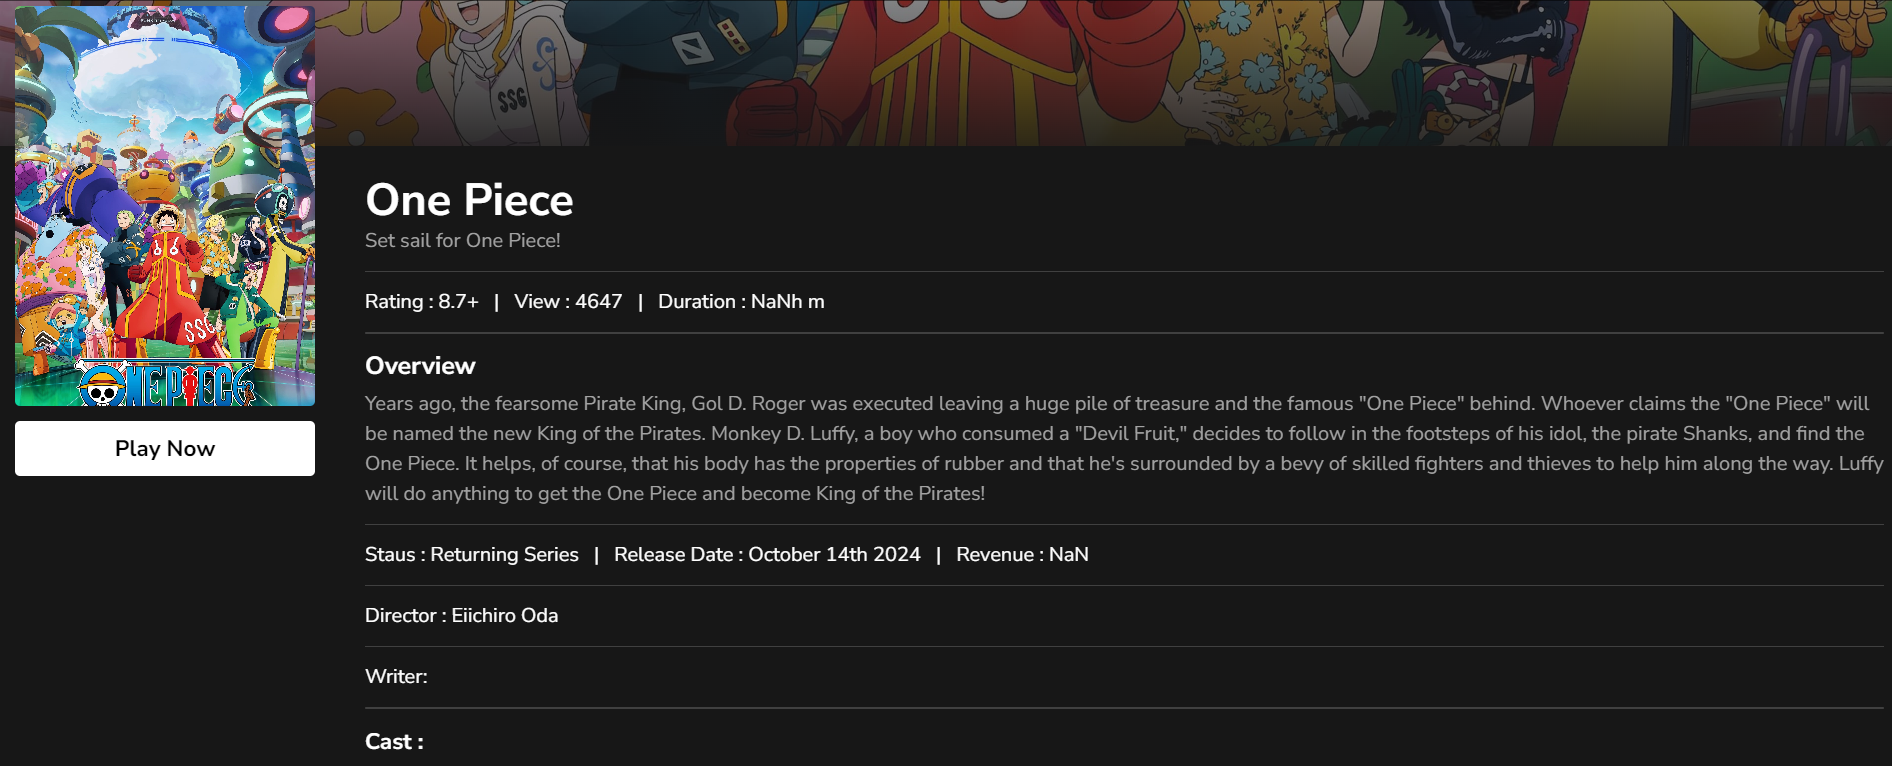 SSG
SSG
ONE PIECE
Play Now
One Piece
Set sail for One Piece!
Rating : 8.7+ | View : 4647 | Duration : NaNh m
Overview
Years ago, the fearsome Pirate King, Gol D. Roger was executed leaving a huge pile of treasure and the famous "One Piece" behind. Whoever claims the "One Piece" will
be named the new King of the Pirates. Monkey D. Luffy, a boy who consumed a "Devil Fruit," decides to follow in the footsteps of his idol, the pirate Shanks, and find the
One Piece. It helps, of course, that his body has the properties of rubber and that he's surrounded by a bevy of skilled fighters and thieves to help him along the way. Luffy
will do anything to get the One Piece and become King of the Pirates!
Staus : Returning Series | Release Date : October 14th 2024 | Revenue : NaN
Director : Eiichiro Oda
Writer:
Cast :